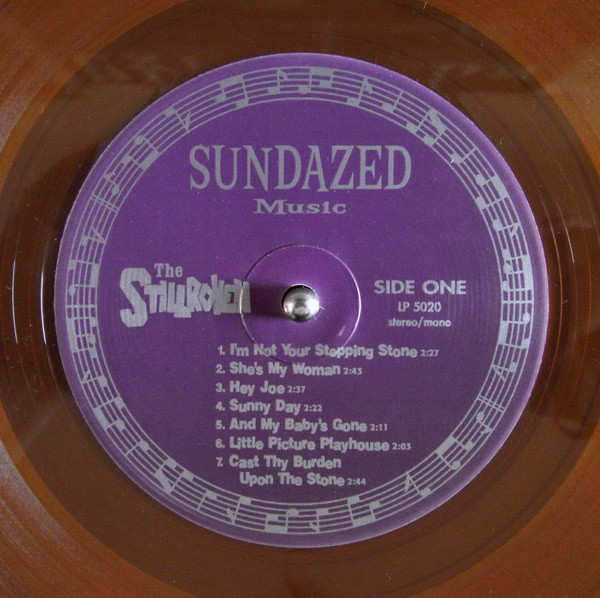 SUNDAZED
Music
The
STILLROVEN
SIDE ONE
LP 5020
stereo/mono
1. I'm Not Your Stepping Stone 2:27
2. She's My Woman 2:43
3. Hey Joe 2:37
4. Sunny Day 2:22
5. And My Baby's Gone 2:11
6. Little Picture Playhouse 2:03
7. Cast Thy Burden
Upon The Stone 2:44